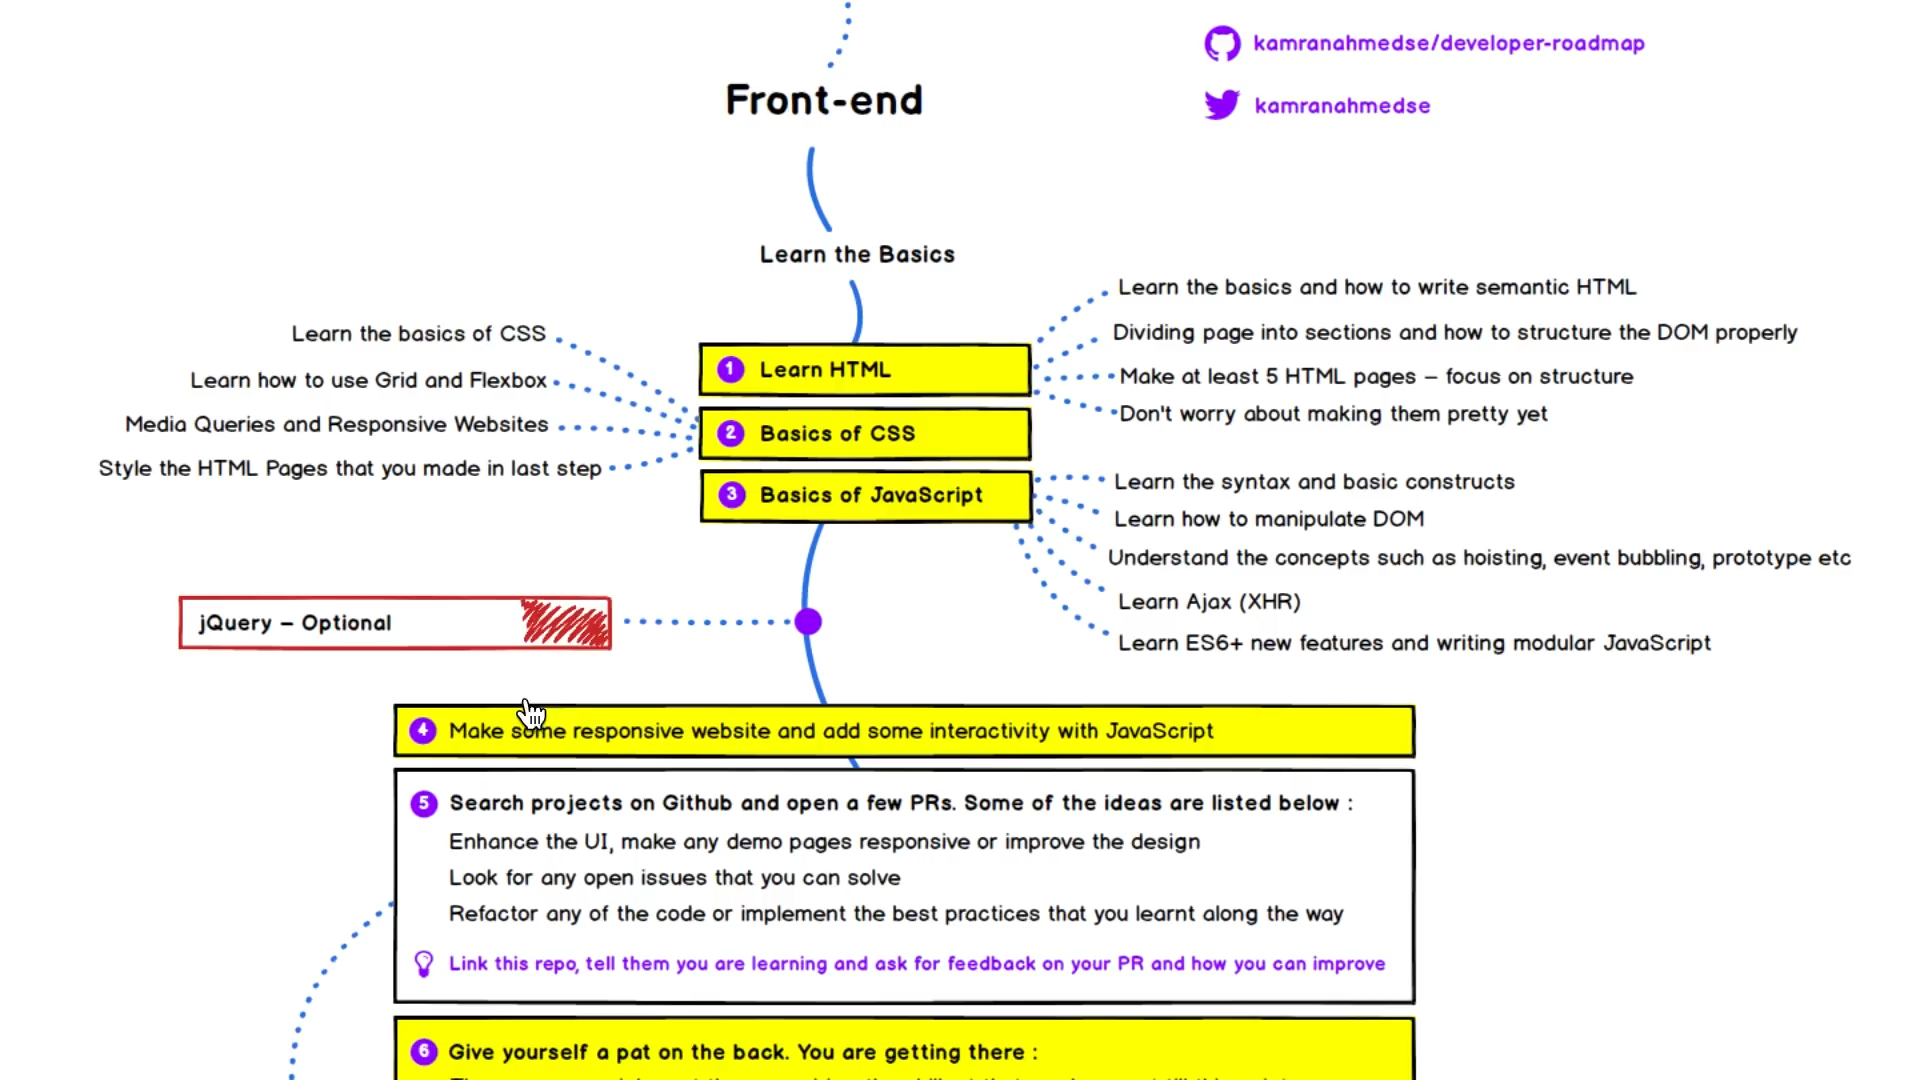 kamranahmedse/developer-roadmap
kamranahmedse
Front-end
Learn the Basics
Learn the basics of CSS
Learn how to use Grid and Flexbox
Media Queries and Responsive Websites
Style the HTML Pages that you made in last step
1 Learn HTML
2 Basics of CSS
3 Basics of JavaScript
Learn the basics and how to write semantic HTML
Dividing page into sections and how to structure the DOM properly
Make at least 5 HTML pages – focus on structure
Don't worry about making them pretty yet
Learn the syntax and basic constructs
Learn how to manipulate DOM
Understand the concepts such as hoisting, event bubbling, prototype etc
Learn Ajax (XHR)
Learn ES6+ new features and writing modular JavaScript
jQuery – Optional
4 Make some responsive website and add some interactivity with JavaScript
5 Search projects on Github and open a few PRs. Some of the ideas are listed below :
Enhance the UI, make any demo pages responsive or improve the design
Look for any open issues that you can solve
Refactor any of the code or implement the best practices that you learnt along the way
Link this repo, tell them you are learning and ask for feedback on your PR and how you can improve
6 Give yourself a pat on the back. You are getting there :